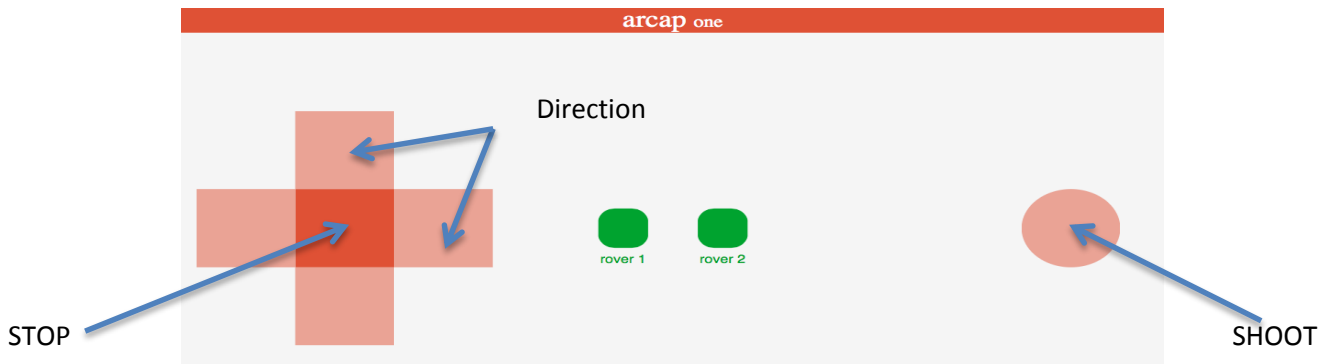 arcap one
Direction
rover 1 rover 2
STOP
SHOOT